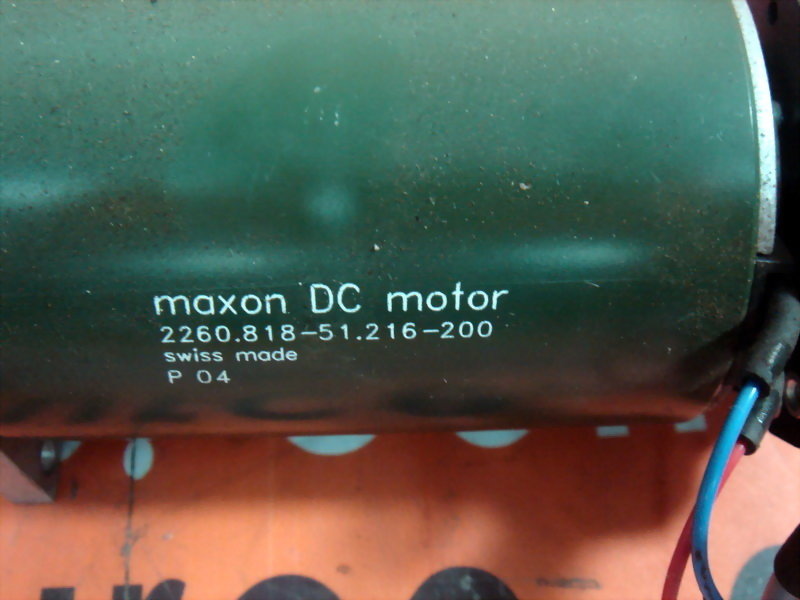 maxon DC motor
2260.818-51.216-200
swiss made
P 04